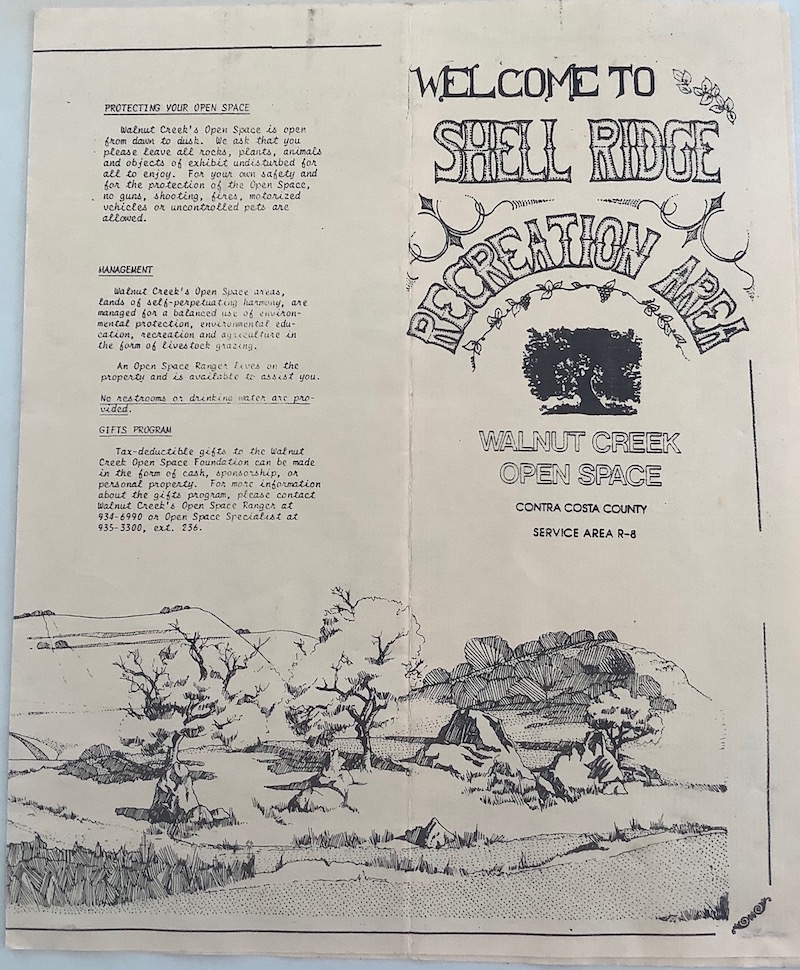 PROTECTING YOUR OPEN SPACE
Walnut Creek's Open Space is open
from dawn to dusk. We ask that you
please leave all rocks, plants, animals
and objects of exhibit undisturbed for
all to enjoy. For your own safety and
for the protection of the Open Space,
no guns, shooting, fires, motorized
vehicles or uncontrolled pets are
allowed.
MANAGEMENT
Walnut Creek's Open Space areas,
lands of self-perpetuating harmony, are
managed for a balanced use of environ-
mental protection, environmental edu-
cation, recreation and agriculture in
the form of livestock grazing.
An Open Space Ranger lives on the
property and is available to assist you.
No restrooms or drinking water are pro-
vided.
GIFTS PROGRAM
Tax-deductible gifts to the Walnut
Creek Open Space Foundation can be made
in the form of cash, sponsorship, or
personal property. For more information
about the gifts program, please contact
Walnut Creek's Open Space Ranger at
934-6990 or Open Space Specialist at
935-3300, ext. 236.
WELCOME TO
SHELL RIDGE
RECREATION AREA
WALNUT CREEK
OPEN SPACE
CONTRA COSTA COUNTY
SERVICE AREA R-8